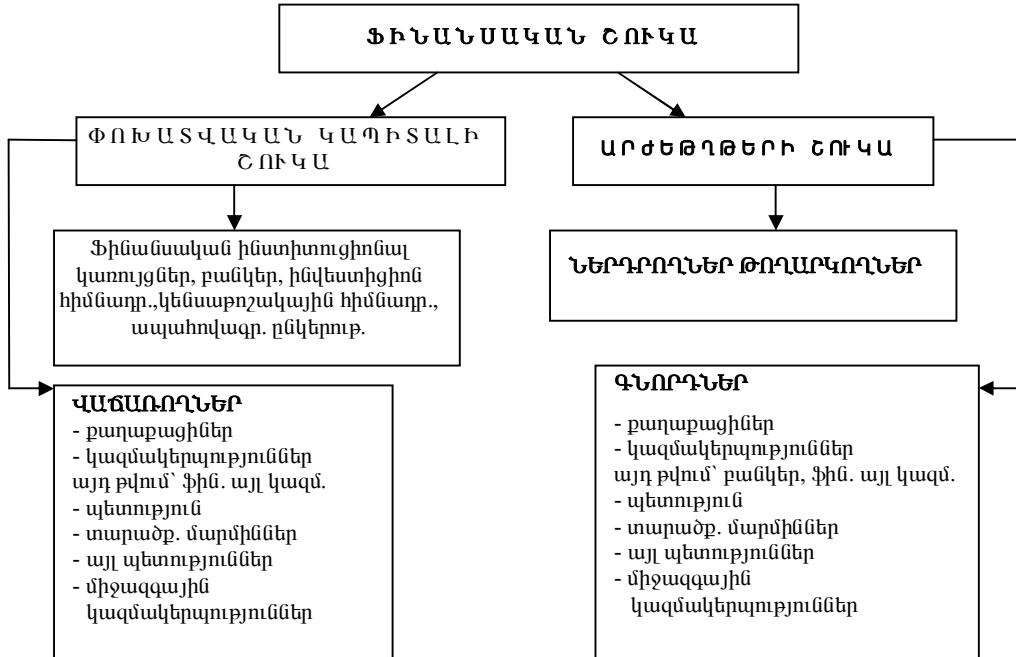 ՖԻՆԱՆՍԱԿԱՆ ՇՈՒԿԱ
ՓՈԽԱՏՎԱԿԱՆ ԿԱՊԻՏԱԼԻ
ՇՈՒԿԱ
ԱՐԺԵԹՂԹԵՐԻ ՇՈՒԿԱ
Ֆինանսական ինստիտուցիոնալ
կառույցներ, բանկեր, ինվեստիցիոն
հիմնադր.,կենսաթոշակային հիմնադր.,
ապահովագր. ընկերութ.
ՆԵՐԴՐՈՂՆԵՐ ԹՈՂԱՐԿՈՂՆԵՐ
ՎԱՃԱՌՈՂՆԵՐ
- քաղաքացիներ
- կազմակերպություններ
այդ թվում՝ ֆին. այլ կազմ.
- պետություն
- տարածք. մարմիններ
- այլ պետություններ
- միջազգային
կազմակերպություններ
ԳՆՈՐԴՆԵՐ
- քաղաքացիներ
- կազմակերպություններ
այդ թվում՝ բանկեր, ֆին. այլ կազմ.
- պետություն
- տարածք. մարմիններ
- այլ պետություններ
- միջազգային
կազմակերպություններ